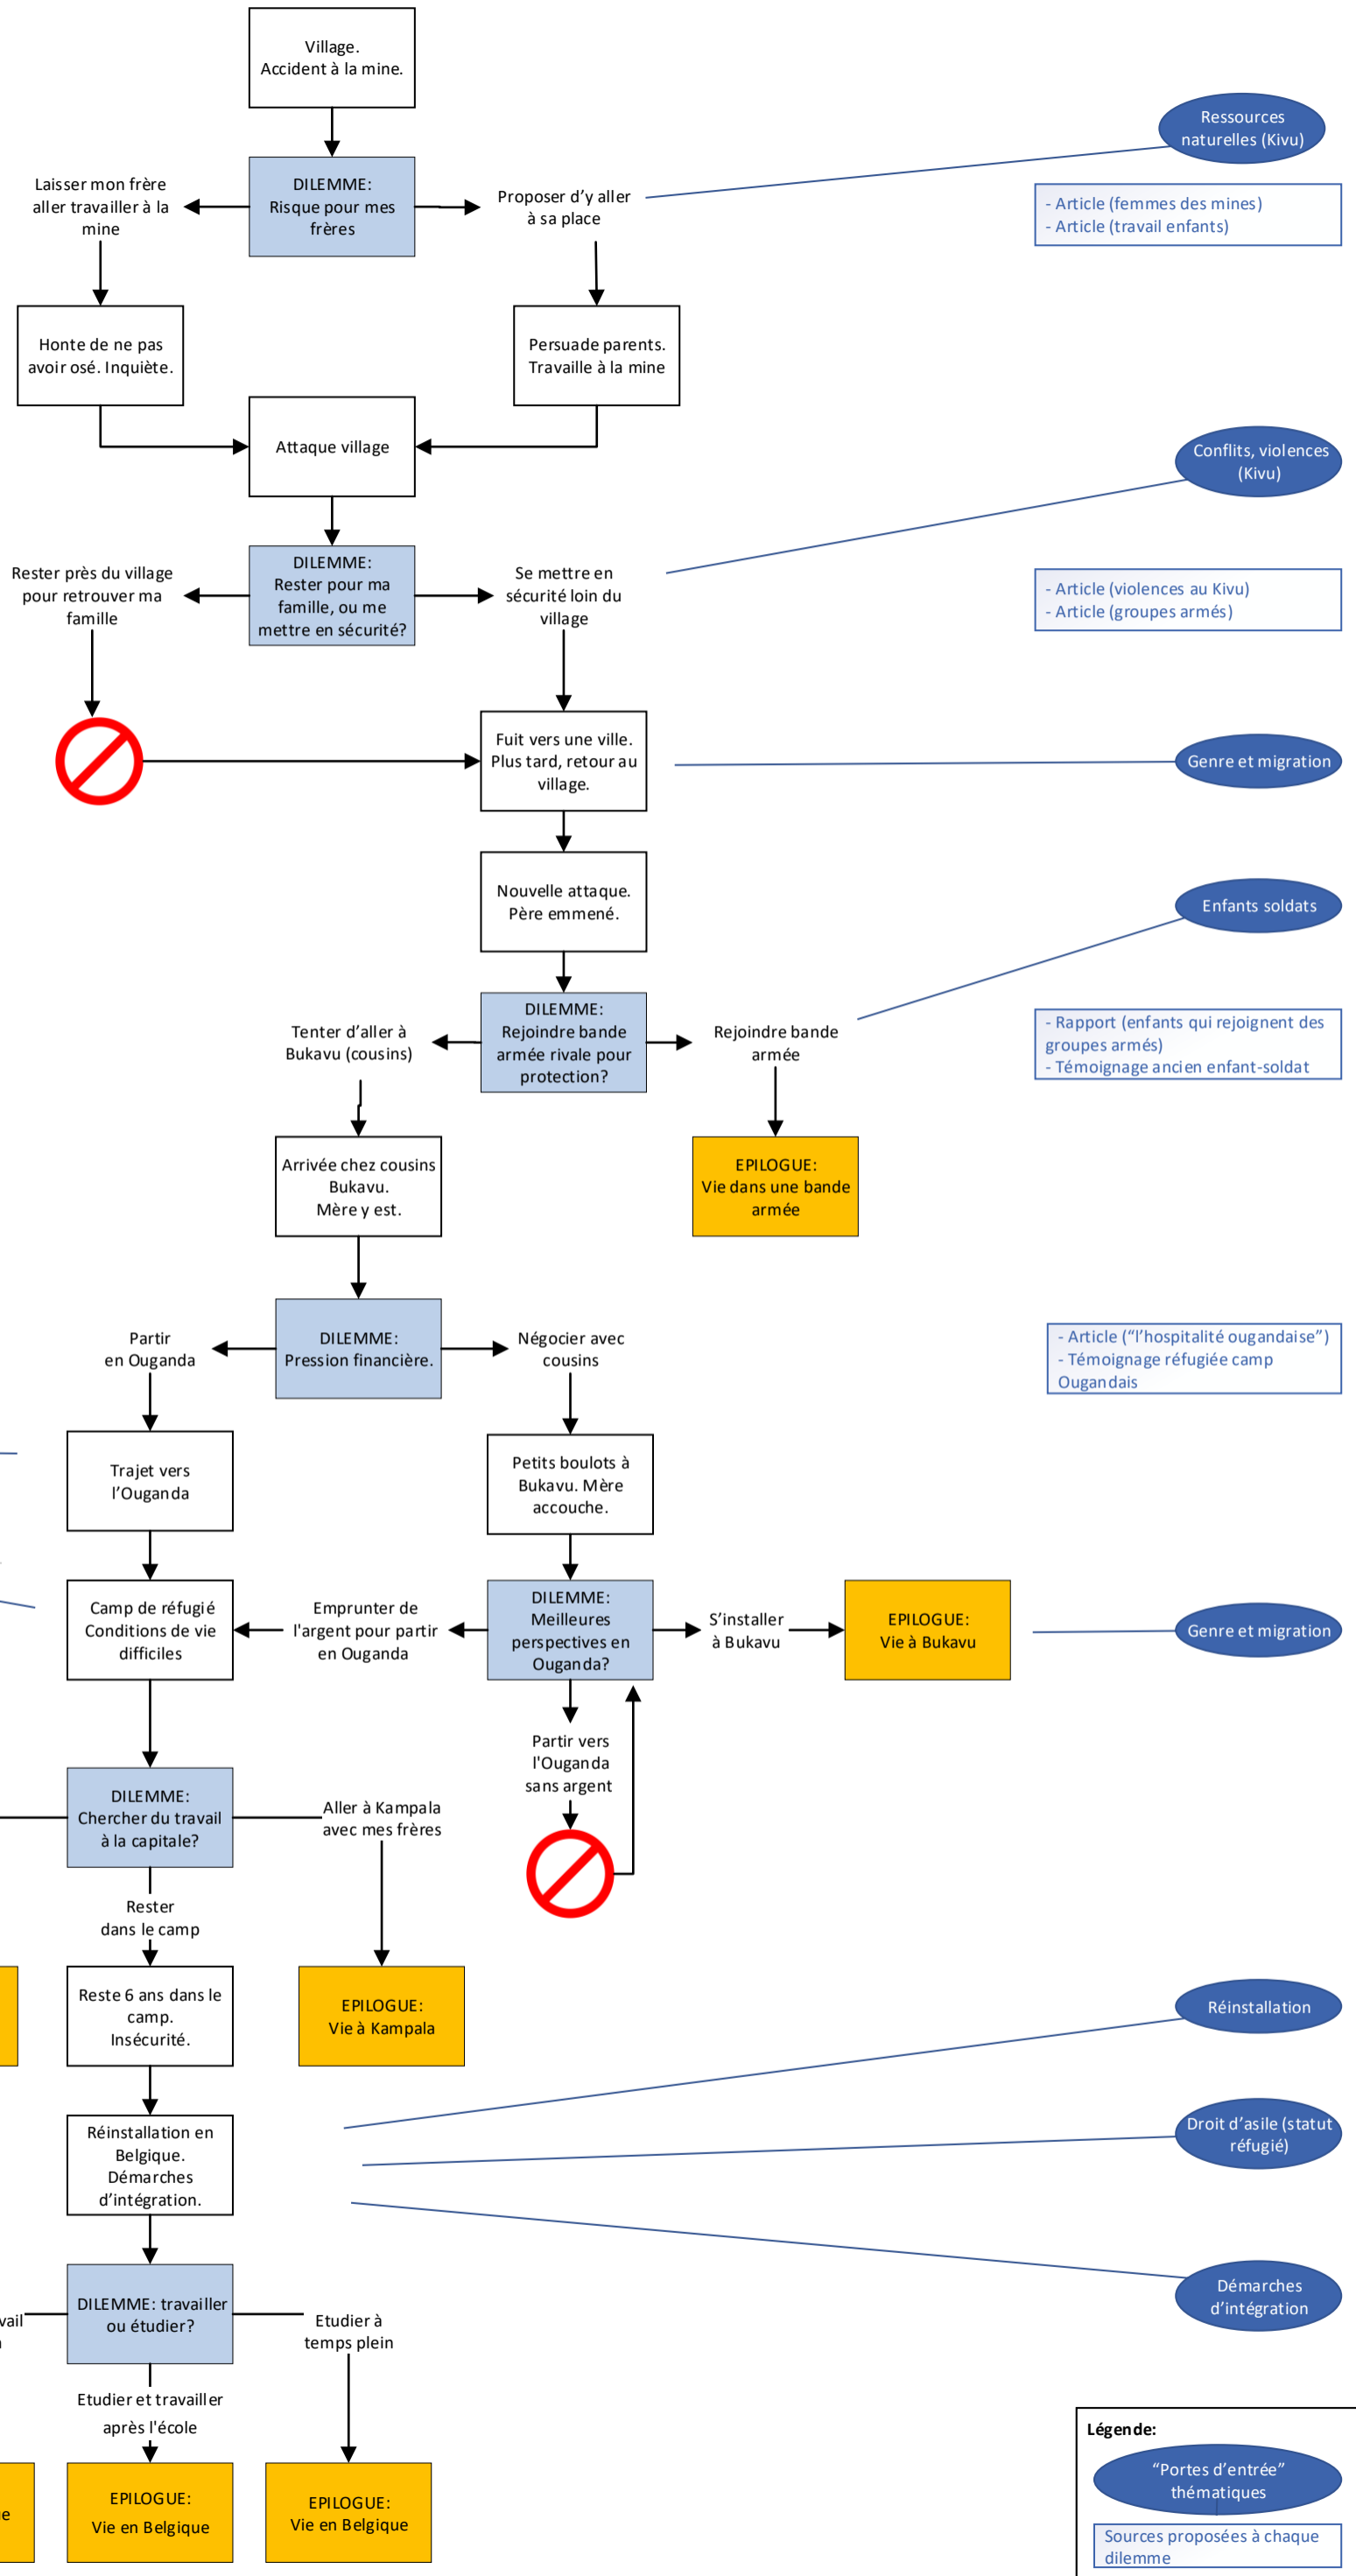 Village.
Accident à la mine.
Ressources
naturelles (Kivu)
Laisser mon frère
aller travailler à la
mine
DILEMME:
Risque pour mes
frères
Proposer d'y aller
à sa place
- Article (femmes des mines)
- Article (travail enfants)
Honte de ne pas
avoir osé. Inquiète.
Persuade parents.
Travaille à la mine
Attaque village
Conflits, violences
(Kivu)
Rester près du village
pour retrouver ma
famille
DILEMME:
Rester pour ma
famille, ou me
mettre en sécurité?
Se mettre en
sécurité loin du
village
- Article (violences au Kivu)
- Article (groupes armés)
Fuit vers une ville.
Plus tard, retour au
village.
Genre et migration
Nouvelle attaque.
Père emmené.
Enfants soldats
Tenter d'aller à
Bukavu (cousins)
DILEMME:
Rejoindre bande
armée rivale pour
protection?
Rejoindre bande
armée
- Rapport (enfants qui rejoignent des
groupes armés)
- Témoignage ancien enfant-soldat
Arrivée chez cousins
Bukavu.
Mère y est.
EPILOGUE:
Vie dans une bande
armée
Partir
en Ouganda
DILEMME:
Pression financière.
Négocier avec
cousins
- Article (“l'hospitalité ougandaise”)
- Témoignage réfugiée camp
Ougandais
Trajet vers
l'Ouganda
Petits boulots à
Bukavu. Mère
accouche.
Camp de réfugié
Conditions de vie
difficiles
Emprunter de
l'argent pour partir
en Ouganda
DILEMME:
Meilleures
perspectives en
Ouganda?
S'installer
à Bukavu
EPILOGUE:
Vie à Bukavu
Genre et migration
Partir vers
l'Ouganda
sans argent
DILEMME:
Chercher du travail
à la capitale?
Aller à Kampala
avec mes frères
Rester
dans le camp
Reste 6 ans dans le
camp.
Insécurité.
EPILOGUE:
Vie à Kampala
Réinstallation
Réinstallation en
Belgique.
Démarches
d'intégration.
Droit d'asile (statut
réfugié)
Démarches
d'intégration
DILEMME: travailler
ou étudier?
Etudier à
temps plein
Etudier et travailler
après l'école
EPILOGUE:
Vie en Belgique
EPILOGUE:
Vie en Belgique
Légende:
“Portes d'entrée”
thématiques
Sources proposées à chaque
dilemme